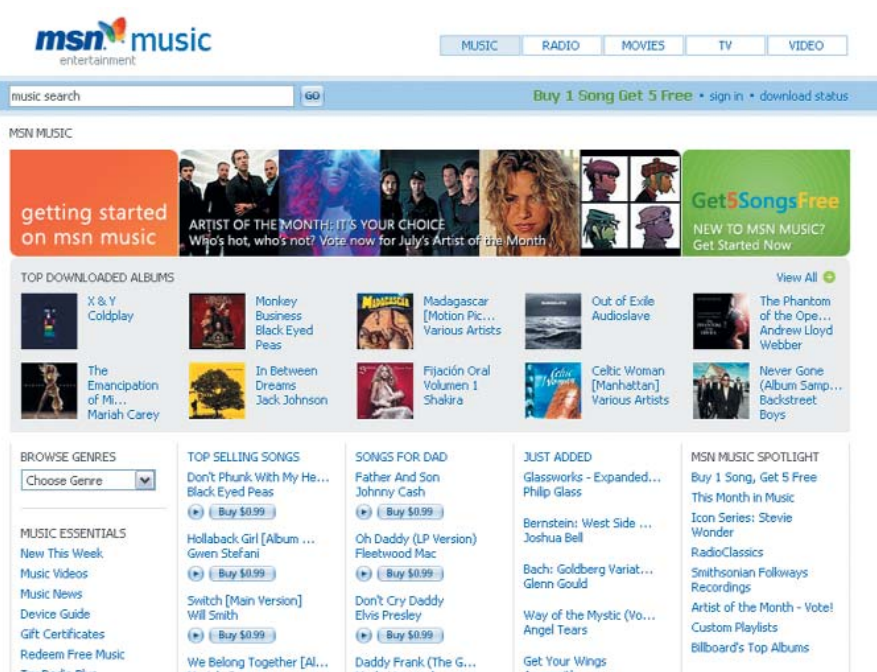 msn music
entertainment
MUSIC RADIO MOVIES TV VIDEO
music search GO Buy 1 Song Get 5 Free • sign in • download status
MSN MUSIC
getting started
on msn music
ARTIST OF THE MONTH: IT'S YOUR CHOICE
Who's hot, who's not? Vote now for July's Artist of the Month
Get5SongsFree
NEW TO MSN MUSIC?
Get Started Now
TOP DOWNLOADED ALBUMS
View All
X & Y
Coldplay
Monkey
Business
Black Eyed
Peas
MADAGASCAR
Madagascar
[Motion Pic...
Various Artists
Out of Exile
Audioslave
The Phantom
of the Ope...
Andrew Lloyd
Webber
The
Emancipation
of Mi...
Mariah Carey
In Between
Dreams
Jack Johnson
Fijación Oral
Volumen 1
Shakira
Celtic
Woman
Celtic Woman
[Manhattan]
Various Artists
Never Gone
(Album Samp...
Backstreet
Boys
BROWSE GENRES
Choose Genre
MUSIC ESSENTIALS
New This Week
Music Videos
Music News
Device Guide
Gift Certificates
Redeem Free Music
TOP SELLING SONGS
Don't Phunk With My He...
Black Eyed Peas
Buy $0.99
Hollaback Girl [Album ...
Gwen Stefani
Buy $0.99
Switch [Main Version]
Will Smith
Buy $0.99
We Belong Together [Al...
SONGS FOR DAD
Father And Son
Johnny Cash
Buy $0.99
Oh Daddy (LP Version)
Fleetwood Mac
Buy $0.99
Don't Cry Daddy
Elvis Presley
Buy $0.99
Daddy Frank (The G...
JUST ADDED
Glassworks - Expanded...
Philip Glass
Bernstein: West Side ...
Joshua Bell
Bach: Goldberg Variat...
Glenn Gould
Way of the Mystic (Vo...
Angel Tears
Get Your Wings
MSN MUSIC SPOTLIGHT
Buy 1 Song, Get 5 Free
This Month in Music
Icon Series: Stevie
Wonder
RadioClassics
Smithsonian Folkways
Recordings
Artist of the Month - Vote!
Custom Playlists
Billboard's Top Albums